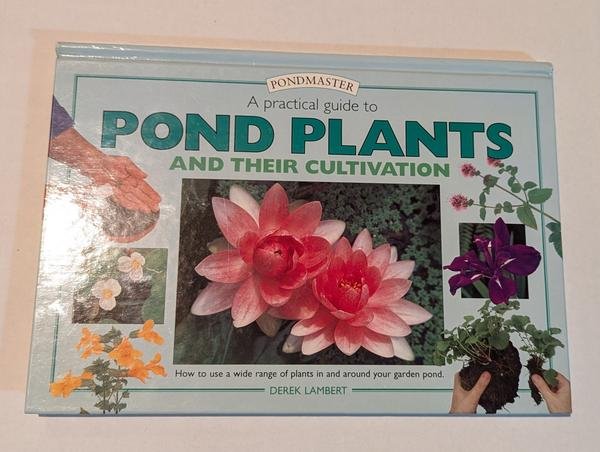 PONDMASTER
A practical guide to
POND PLANTS
AND THEIR CULTIVATION
How to use a wide range of plants in and around your garden pond.
DEREK LAMBERT